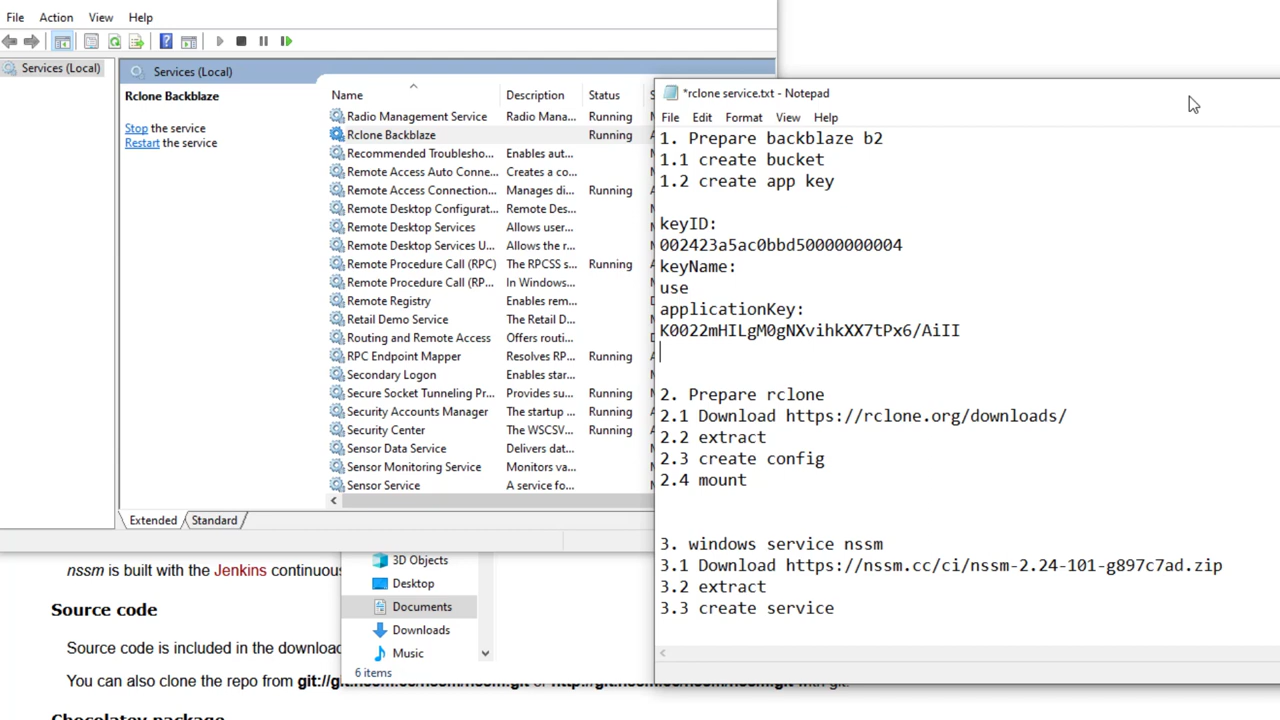 File Action View Help
Services (Local)
Services (Local)
Rclone Backblaze
Stop the service
Restart the service
Name Description Status
Radio Management Service Radio Mana... Running
Rclone Backblaze Running
Recommended Troublesho... Enables aut...
Remote Access Auto Conne... Creates a co...
Remote Access Connection... Manages di... Running
Remote Desktop Configurat... Remote Des...
Remote Desktop Services Allows user...
Remote Desktop Services U... Allows the r...
Remote Procedure Call (RPC) The RPCSS s... Running
Remote Procedure Call (RP... In Windows...
Remote Registry Enables rem...
Retail Demo Service The Retail D...
Routing and Remote Access Offers routi...
RPC Endpoint Mapper Resolves RP... Running
Secondary Logon Enables star...
Secure Socket Tunneling Pr... Provides su... Running
Security Accounts Manager The startup ... Running
Security Center The WSCSV... Running
Sensor Data Service Delivers dat...
Sensor Monitoring Service Monitors va...
Sensor Service A service fo...
Extended Standard
*rclone service.txt - Notepad
File Edit Format View Help
1. Prepare backblaze b2
1.1 create bucket
1.2 create app key
keyID:
002423a5ac0bbd50000000004
keyName:
use
applicationKey:
K0022mHILgM0gNXvihkXX7tPx6/AiII
2. Prepare rclone
2.1 Download https://rclone.org/downloads/
2.2 extract
2.3 create config
2.4 mount
3. windows service nssm
3.1 Download https://nssm.cc/ci/nssm-2.24-101-g897c7ad.zip
3.2 extract
3.3 create service
nssm is built with the Jenkins continuou
Source code
Source code is included in the downloa
You can also clone the repo from git://gi
3D Objects
Desktop
Documents
Downloads
Music
6 items